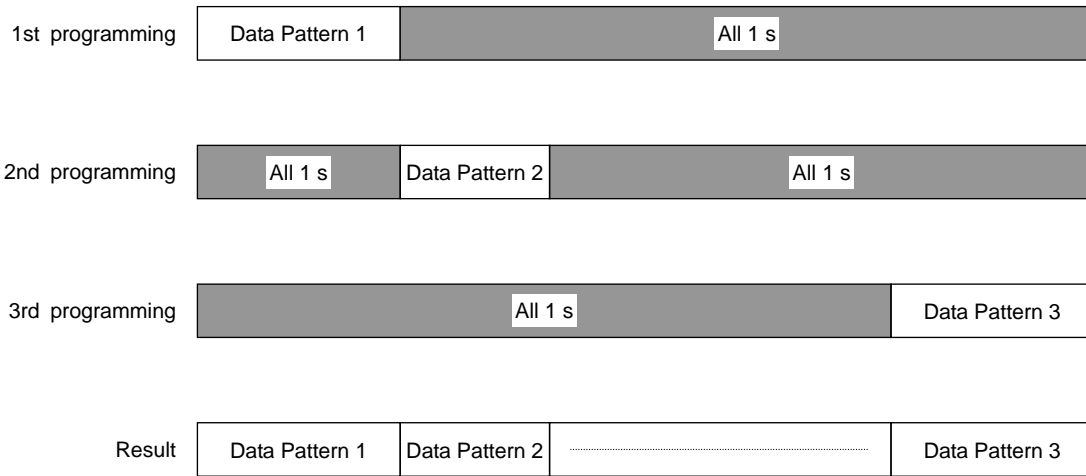 1st programming Data Pattern 1 All 1 s
2nd programming All 1 s Data Pattern 2 All 1 s
3rd programming All 1 s Data Pattern 3
Result Data Pattern 1 Data Pattern 2 Data Pattern 3